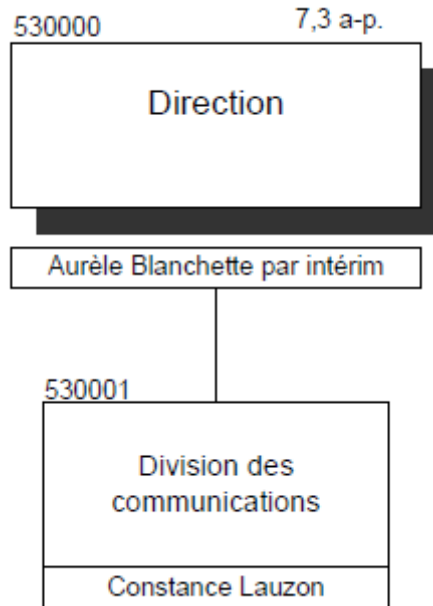 530000
7,3 a-p.
Direction
Aurèle Blanchette par intérim
530001
Division des
communications
Constance Lauzon